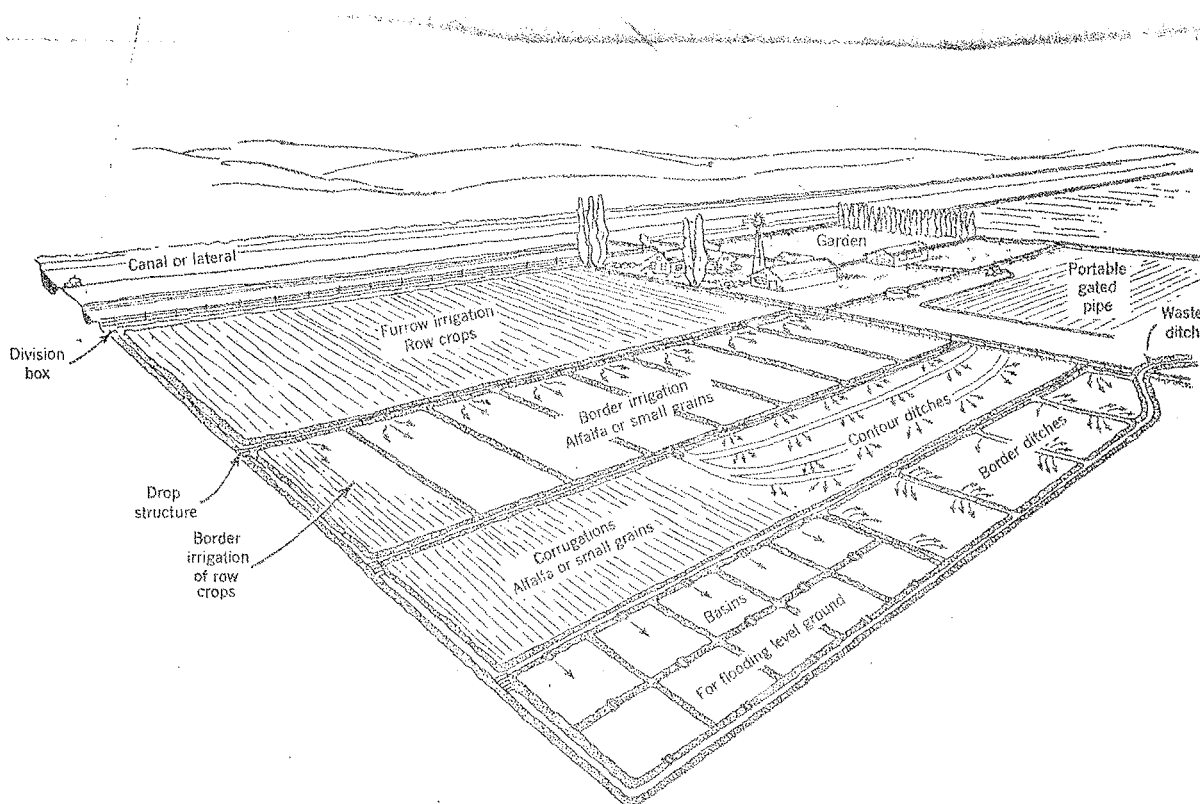 Canal or lateral
Garden
Portable
gated
pipe
Waste
ditch
Division
box
Furrow irrigation
Row crops
Border irrigation
Alfalfa or small grains
Contour ditches
Border ditches
Drop
structure
Border
irrigation
of row
crops
Corrugations
Alfalfa or small grains
Basins
For flooding level ground